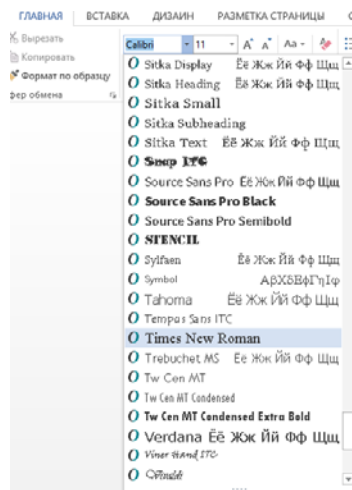 ГЛАВНАЯ ВСТАВКА ДИЗАЙН РАЗМЕТКА СТРАНИЦЫ
Вырезать
Копировать
Формат по образцу
фер обмена
Calibri 11 Aa
Sitka Display Ёё Жж Йй Фф Щщ
Sitka Heading Ёё Жж Йй Фф Щщ
Sitka Small
Sitka Subheading
Sitka Text Ёё Жж Йй Фф Щщ
Snap ITC
Source Sans Pro Ёё Жж Йй Фф Щщ
Source Sans Pro Black
Source Sans Pro Semibold
STENCIL
Sylfaen Ёё Жж Йй Фф Щщ
Symbol ΑβΧδΕφΓηΙφ
Tahoma Ёё Жж Йй Фф Щщ
Tempus Sans ITC
Times New Roman
Trebuchet MS Ёё Жж Йй Фф Щщ
Tw Cen MT
Tw Cen MT Condensed
Tw Cen MT Condensed Extra Bold
Verdana Ёё Жж Йй Фф Щщ
Viner Hand ITC
Vivaldi